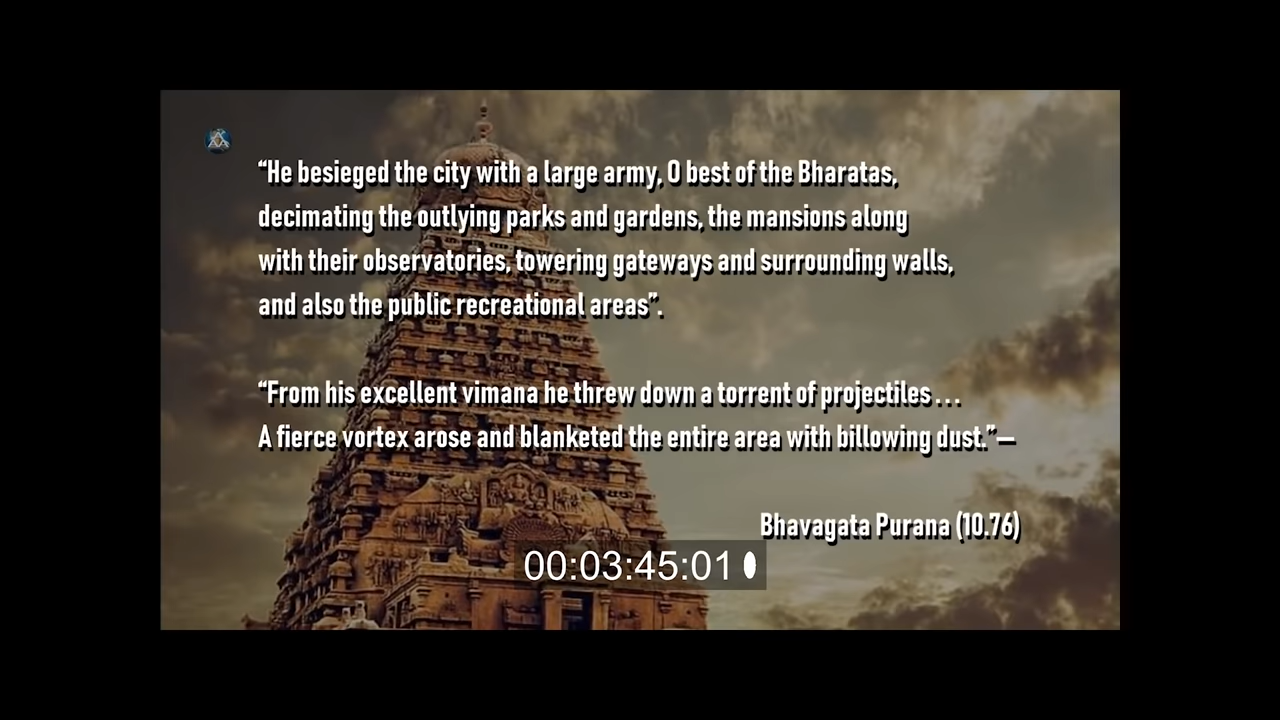 “He besieged the city with a large army, O best of the Bharatas,
decimating the outlying parks and gardens, the mansions along
with their observatories, towering gateways and surrounding walls,
and also the public recreational areas”.
“From his excellent vimana he threw down a torrent of projectiles...
A fierce vortex arose and blanketed the entire area with billowing dust.”—
Bhavagata Purana (10.76)
00:03:45:01